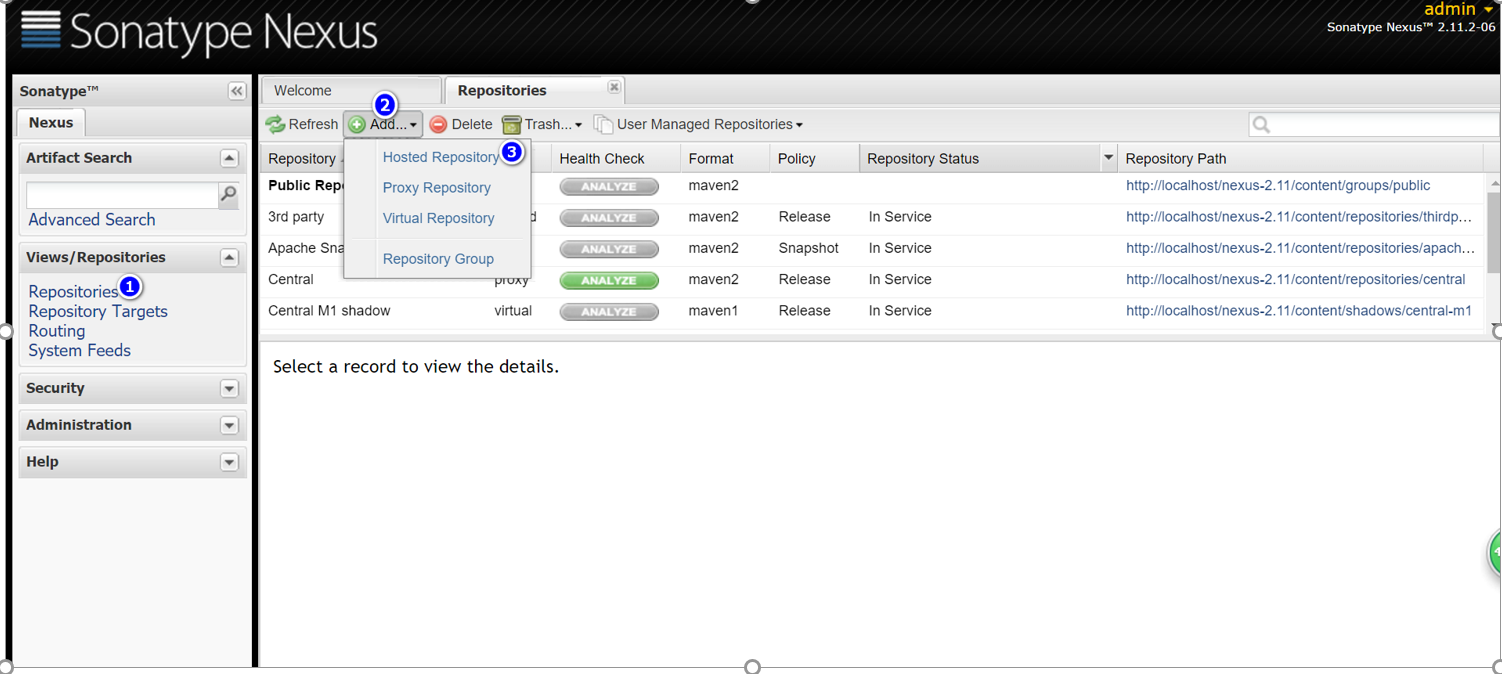 Sonatype Nexus
admin
Sonatype Nexus™ 2.11.2-06
Sonatype™
Nexus
Artifact Search
Advanced Search
Views/Repositories
Repositories 1
Repository Targets
Routing
System Feeds
Security
Administration
Help
Welcome
Repositories
2
Refresh Add... Delete Trash... User Managed Repositories
Hosted Repository 3
Proxy Repository
Virtual Repository
Repository Group
Repository Health Check Format Policy Repository Status Repository Path
Public Rep ANALYZE maven2 http://localhost/nexus-2.11/content/groups/public
3rd party d ANALYZE maven2 Release In Service http://localhost/nexus-2.11/content/repositories/thirdp...
Apache Sna ANALYZE maven2 Snapshot In Service http://localhost/nexus-2.11/content/repositories/apach...
Central proxy ANALYZE maven2 Release In Service http://localhost/nexus-2.11/content/repositories/central
Central M1 shadow virtual ANALYZE maven1 Release In Service http://localhost/nexus-2.11/content/shadows/central-m1
Select a record to view the details.